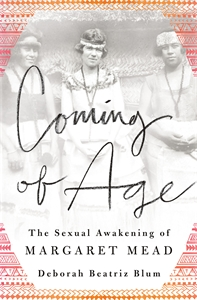 Coming
of Age
The Sexual Awakening of
MARGARET MEAD
Deborah Beatriz Blum